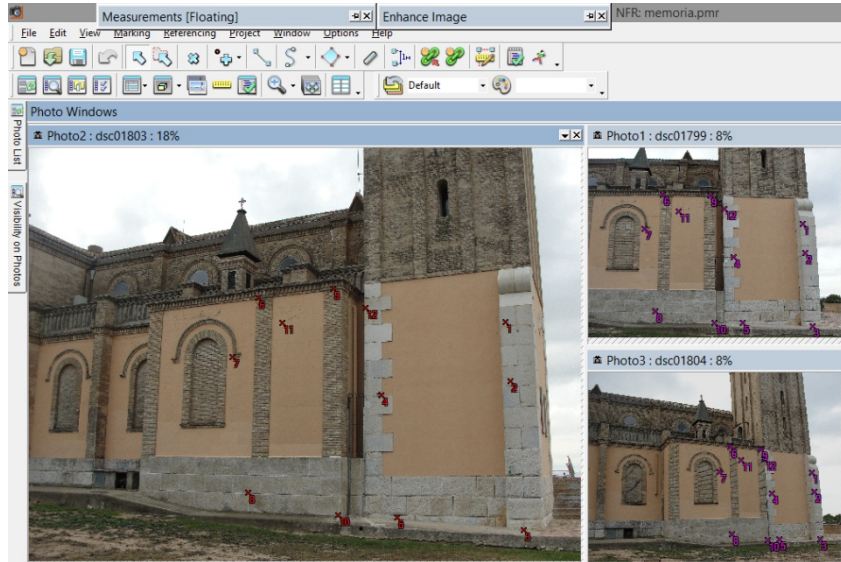 Measurements [Floating]
Enhance Image
NFR: memoria.pmr
File Edit View Marking Referencing Project Window Options Help
Default
Photo Windows
Photo List
Visibility on Photos
Photo2 : dsc01803 : 18%
Photo1 : dsc01799 : 8%
Photo3 : dsc01804 : 8%